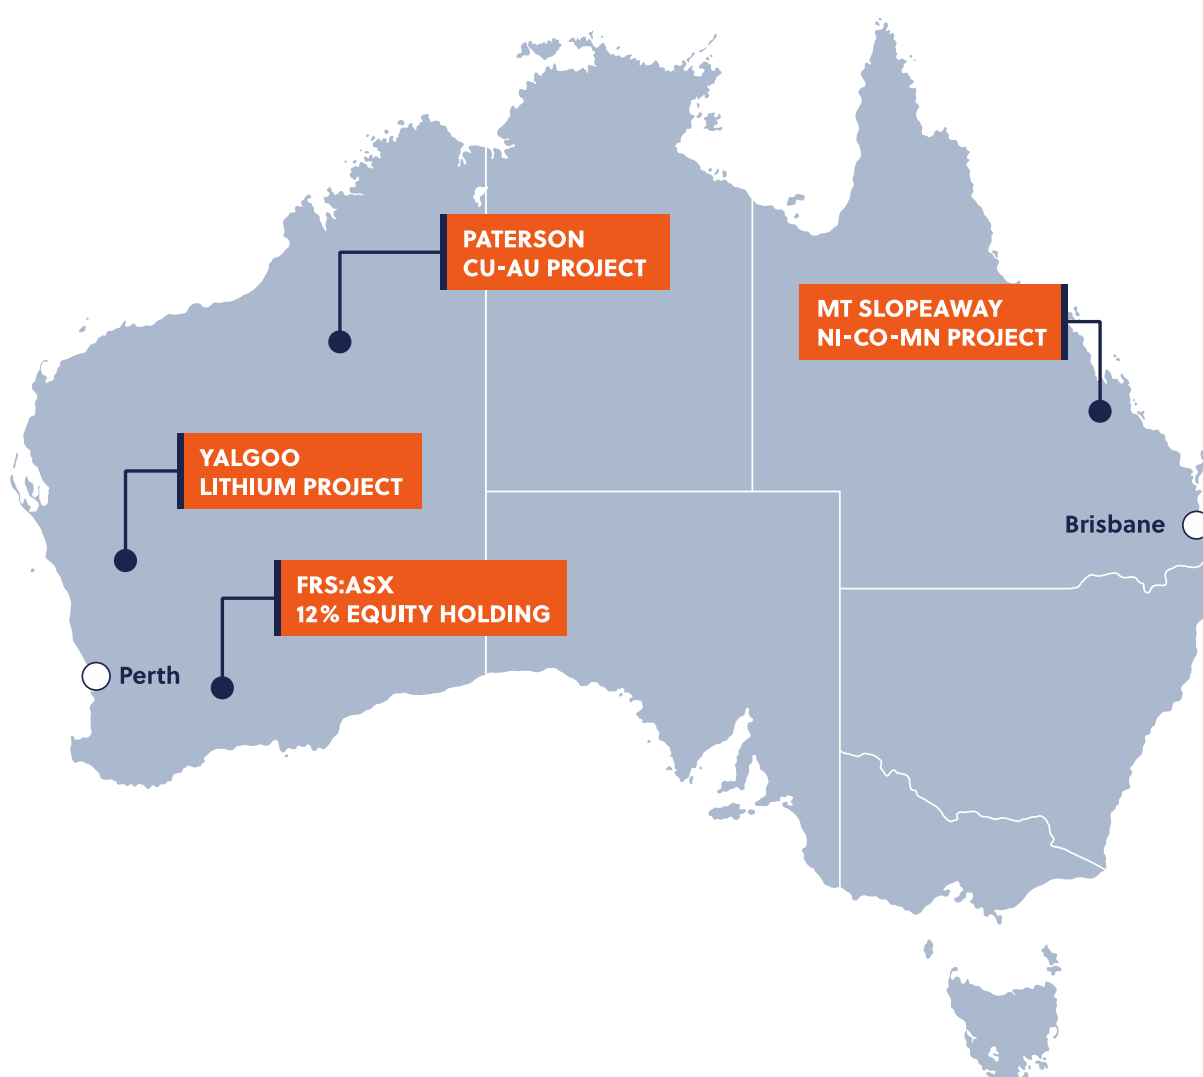 PATERSON
CU-AU PROJECT
MT SLOPEAWAY
NI-CO-MN PROJECT
YALGOO
LITHIUM PROJECT
Brisbane
FRS:ASX
12% EQUITY HOLDING
Perth